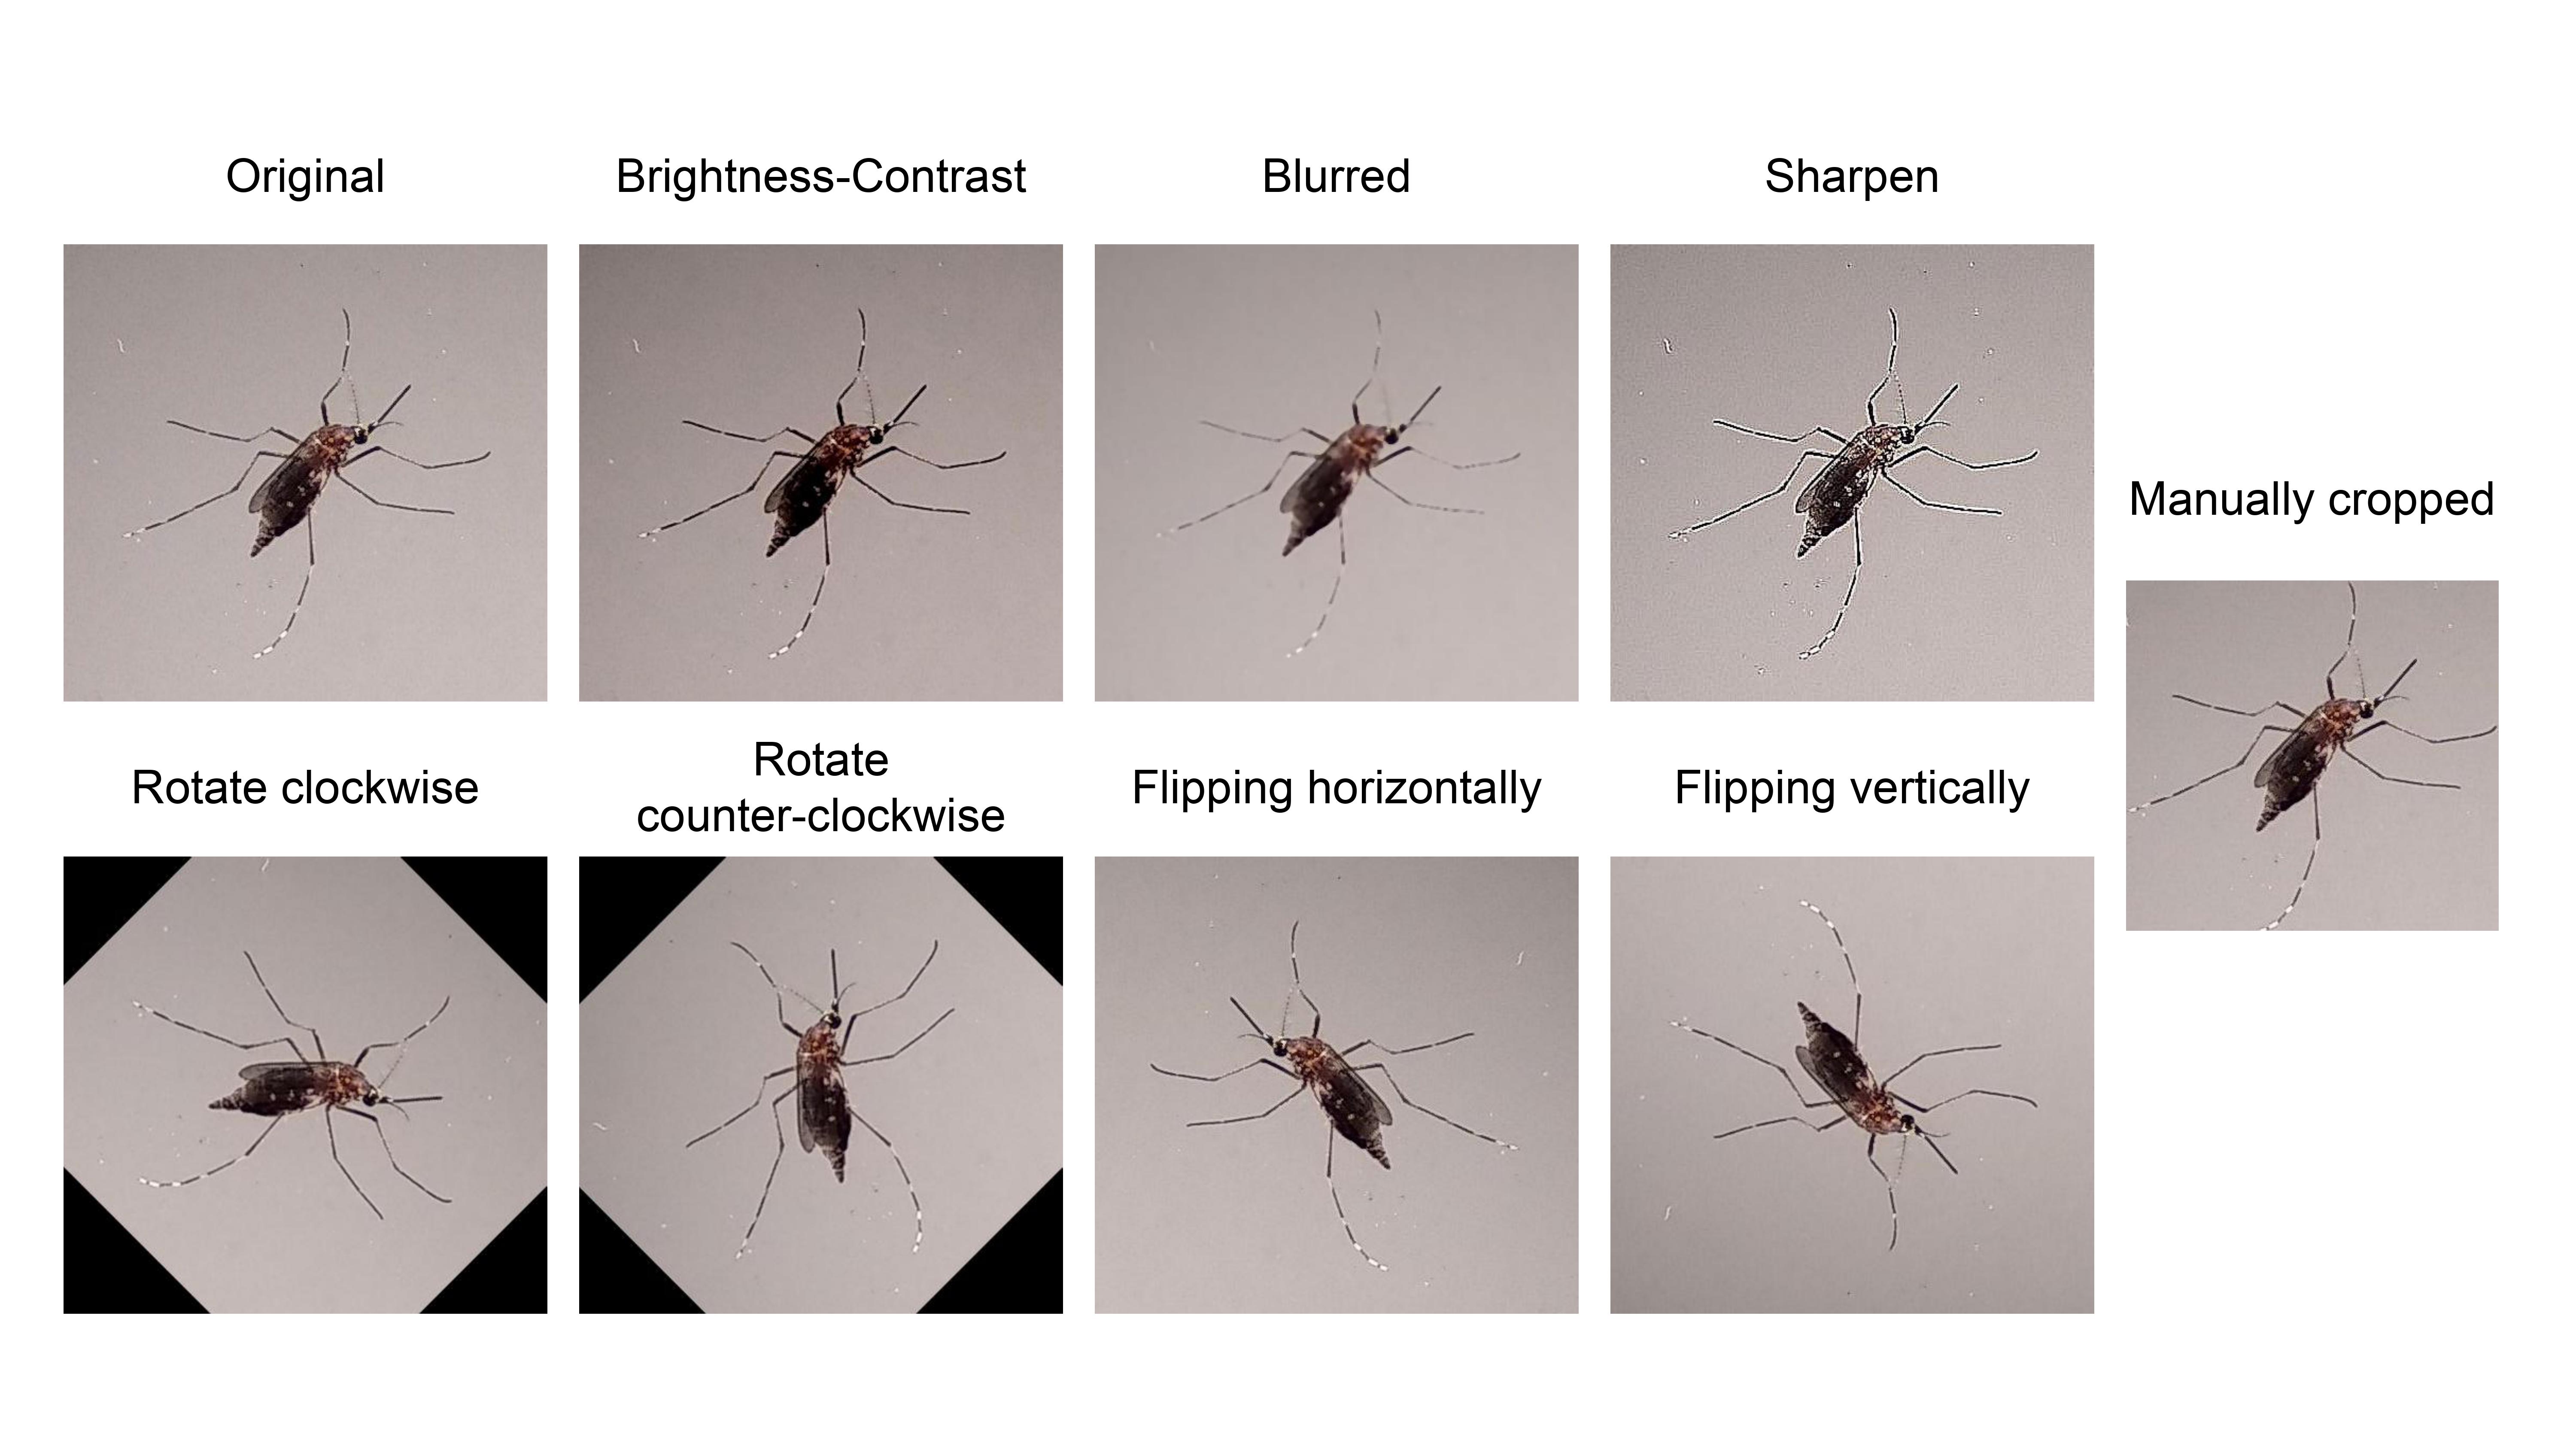 Original
Brightness-Contrast
Blurred
Sharpen
Manually cropped
Rotate clockwise
Rotate
counter-clockwise
Flipping horizontally
Flipping vertically